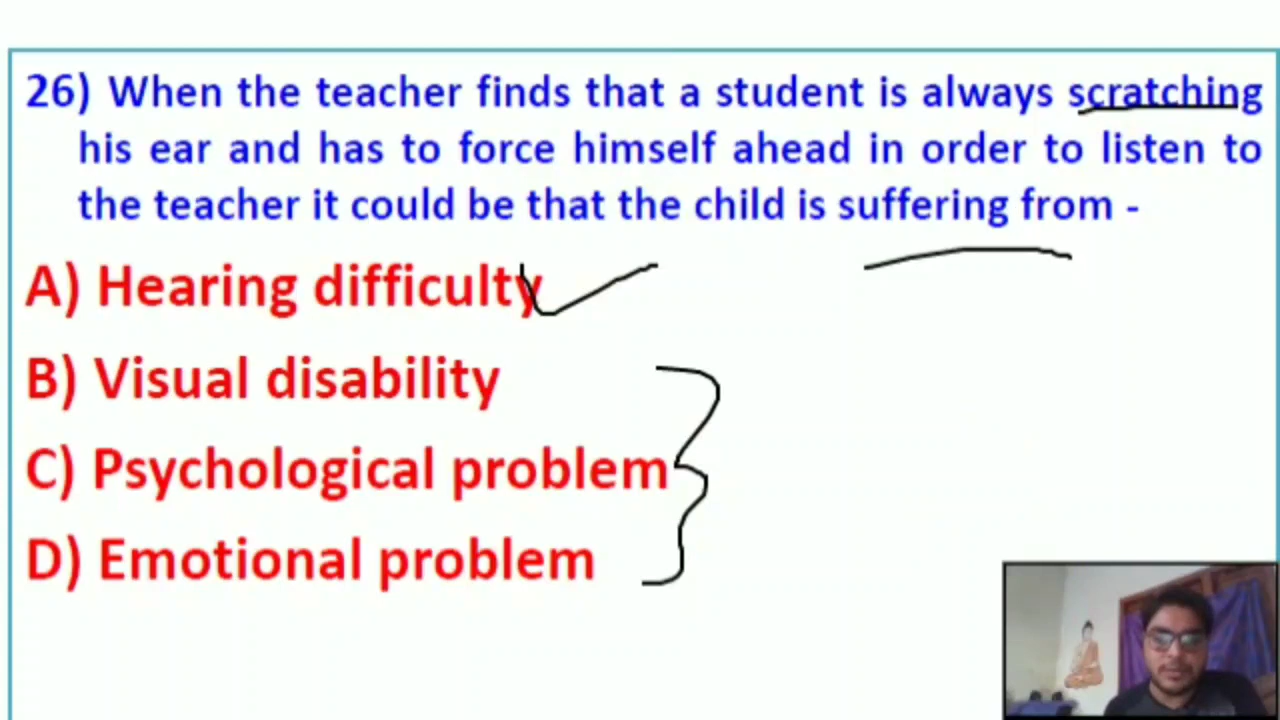 26) When the teacher finds that a student is always scratching
his ear and has to force himself ahead in order to listen to
the teacher it could be that the child is suffering from -
A) Hearing difficulty
B) Visual disability
C) Psychological problem
D) Emotional problem